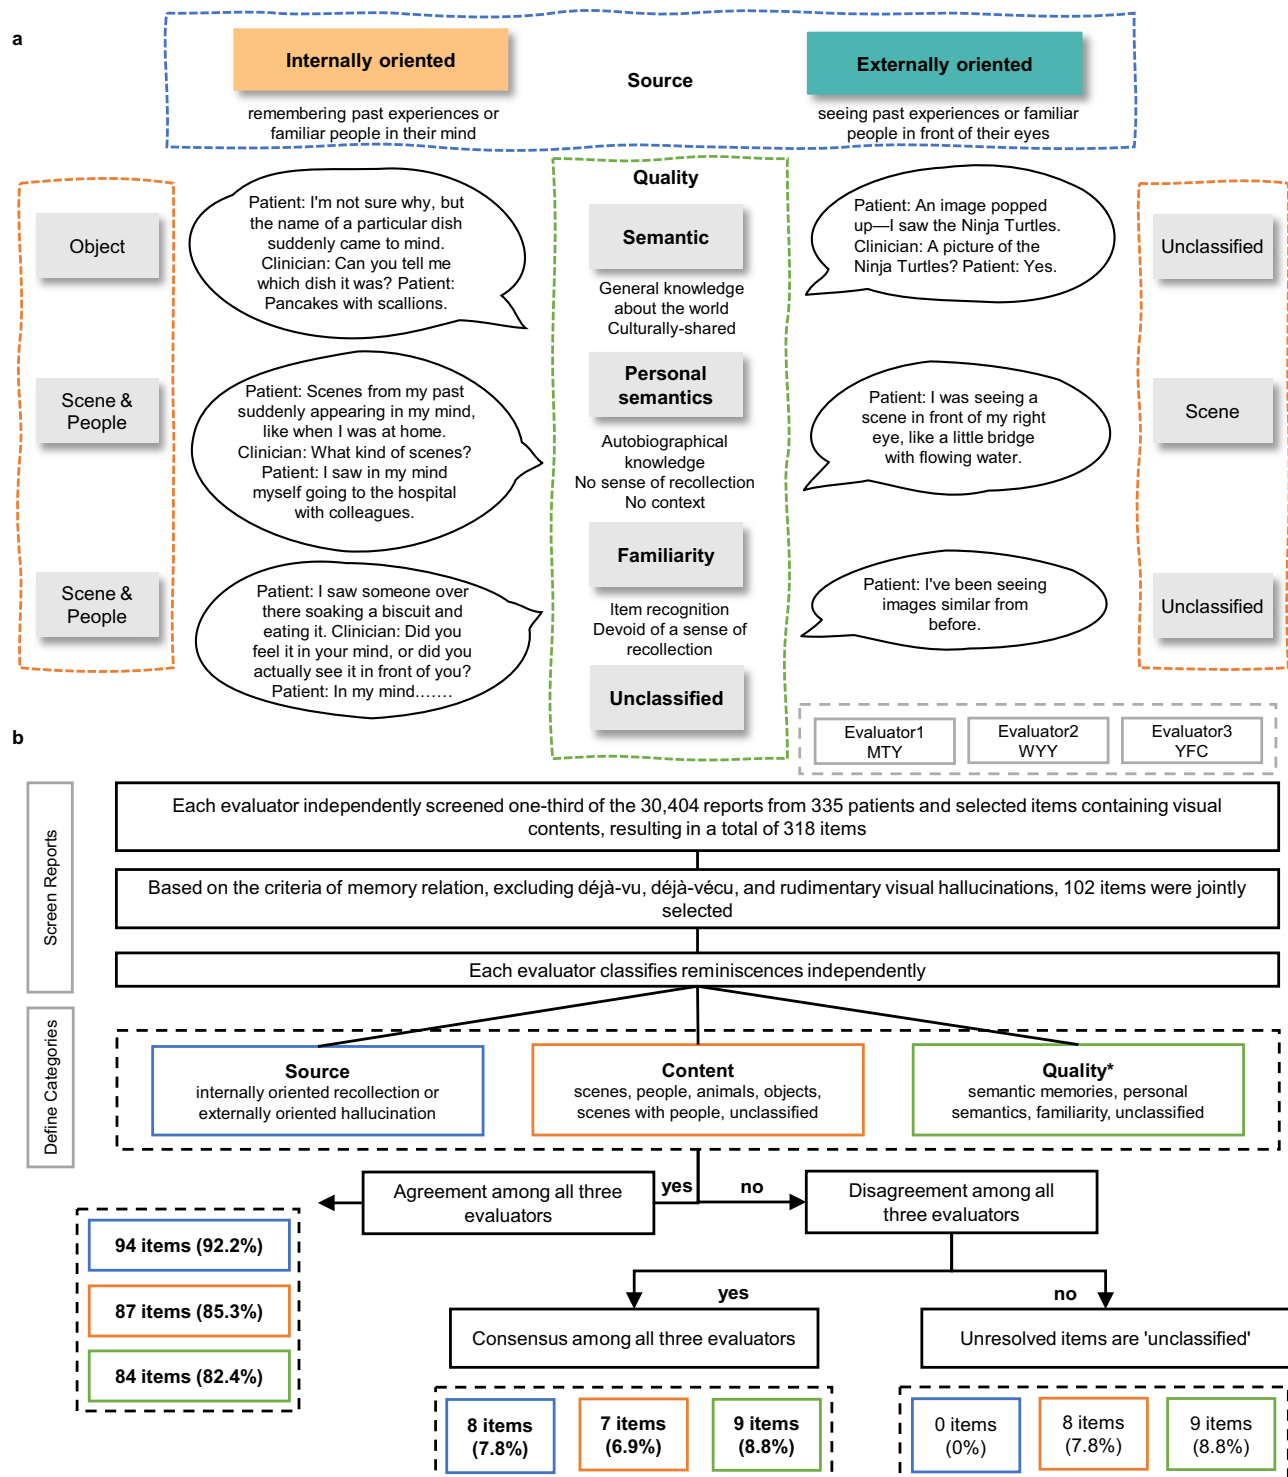 a
Internally oriented
remembering past experiences or
familiar people in their mind
Source
Externally oriented
seeing past experiences or familiar
people in front of their eyes
Object
Scene &
People
Scene &
People
Patient: I'm not sure why, but
the name of a particular dish
suddenly came to mind.
Clinician: Can you tell me
which dish it was? Patient:
Pancakes with scallions.
Patient: Scenes from my past
suddenly appearing in my mind,
like when I was at home.
Clinician: What kind of scenes?
Patient: I saw in my mind
myself going to the hospital
with colleagues.
Patient: I saw someone over
there soaking a biscuit and
eating it. Clinician: Did you
feel it in your mind, or did you
actually see it in front of you?
Patient: In my mind.......
Quality
Semantic
General knowledge
about the world
Culturally-shared
Personal
semantics
Autobiographical
knowledge
No sense of recollection
No context
Familiarity
Item recognition
Devoid of a sense of
recollection
Unclassified
Patient: An image popped
up—I saw the Ninja Turtles.
Clinician: A picture of the
Ninja Turtles? Patient: Yes.
Patient: I was seeing a
scene in front of my right
eye, like a little bridge
with flowing water.
Patient: I've been seeing
images similar from
before.
Unclassified
Scene
Unclassified
b
Evaluator1
MTY
Evaluator2
WYY
Evaluator3
YFC
Screen Reports
Each evaluator independently screened one-third of the 30,404 reports from 335 patients and selected items containing visual
contents, resulting in a total of 318 items
Based on the criteria of memory relation, excluding déjà-vu, déjà-vécu, and rudimentary visual hallucinations, 102 items were jointly
selected
Each evaluator classifies reminiscences independently
Define Categories
Source
internally oriented recollection or
externally oriented hallucination
Content
scenes, people, animals, objects,
scenes with people, unclassified
Quality*
semantic memories, personal
semantics, familiarity, unclassified
Agreement among all three
evaluators
yes
no
Disagreement among all
three evaluators
94 items (92.2%)
87 items (85.3%)
84 items (82.4%)
yes
no
Consensus among all three evaluators
Unresolved items are 'unclassified'
8 items
(7.8%)
7 items
(6.9%)
9 items
(8.8%)
0 items
(0%)
8 items
(7.8%)
9 items
(8.8%)